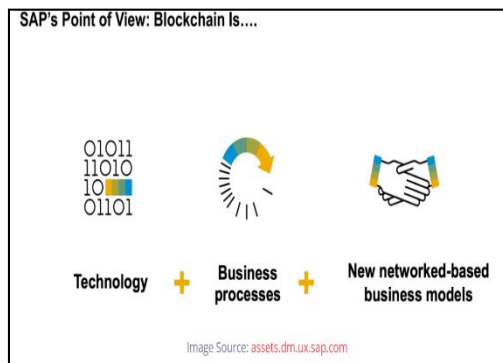 SAP's Point of View: Blockchain Is....
01011
11010
10
01101
Technology + Business processes + New networked-based business models
Image Source: assets.dm.ux.sap.com